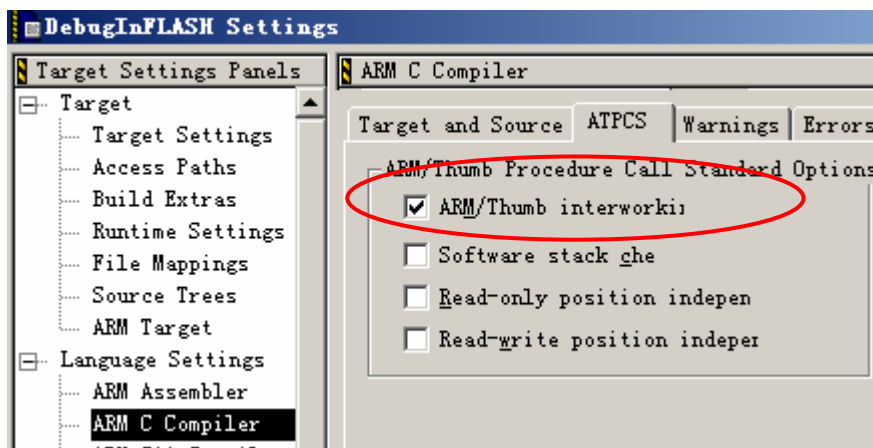 DebugInFLASH Settings
Target Settings Panels
Target
Target Settings
Access Paths
Build Extras
Runtime Settings
File Mappings
Source Trees
ARM Target
Language Settings
ARM Assembler
ARM C Compiler
ARM C Compiler
Target and Source ATPCS Warnings Errors
ARM/Thumb Procedure Call Standard Options
ARM/Thumb interworki
Software stack che
Read-only position indepen
Read-write position indepe